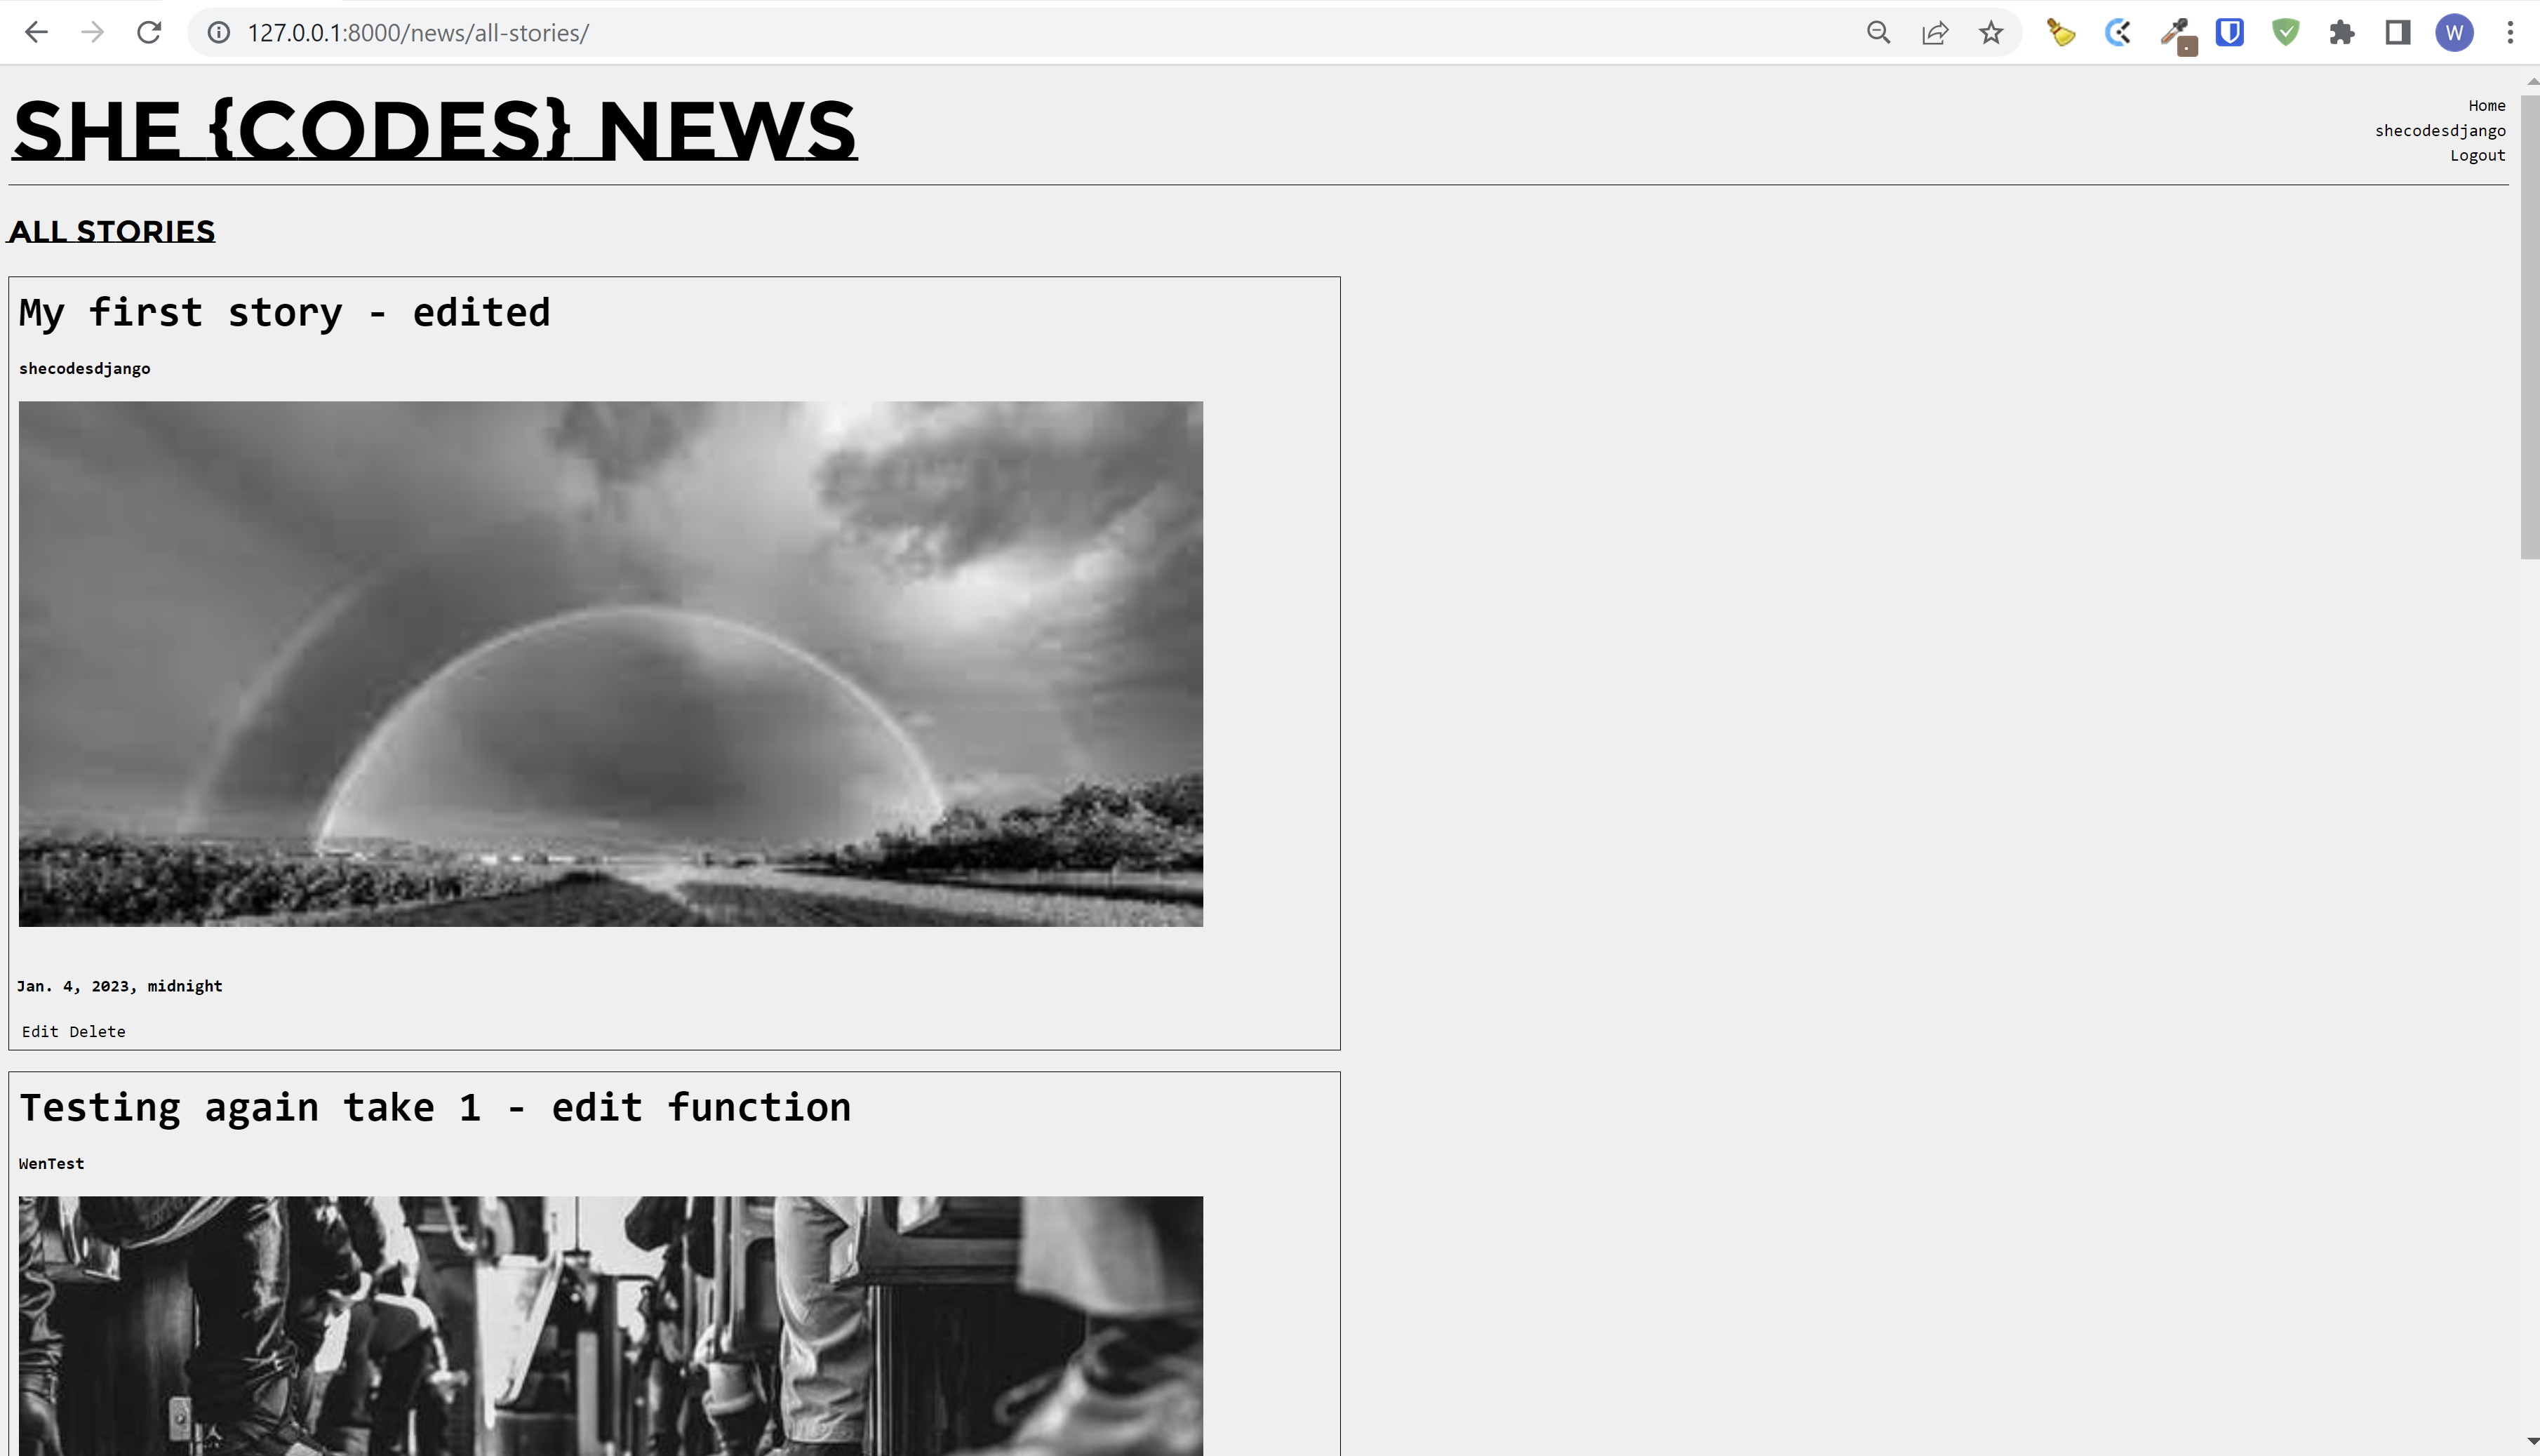 127.0.0.1:8000/news/all-stories/
W
SHE {CODES} NEWS
Home
shecodesdjango
Logout
ALL STORIES
My first story - edited
shecodesdjango
Jan. 4, 2023, midnight
Edit Delete
Testing again take 1 - edit function
WenTest